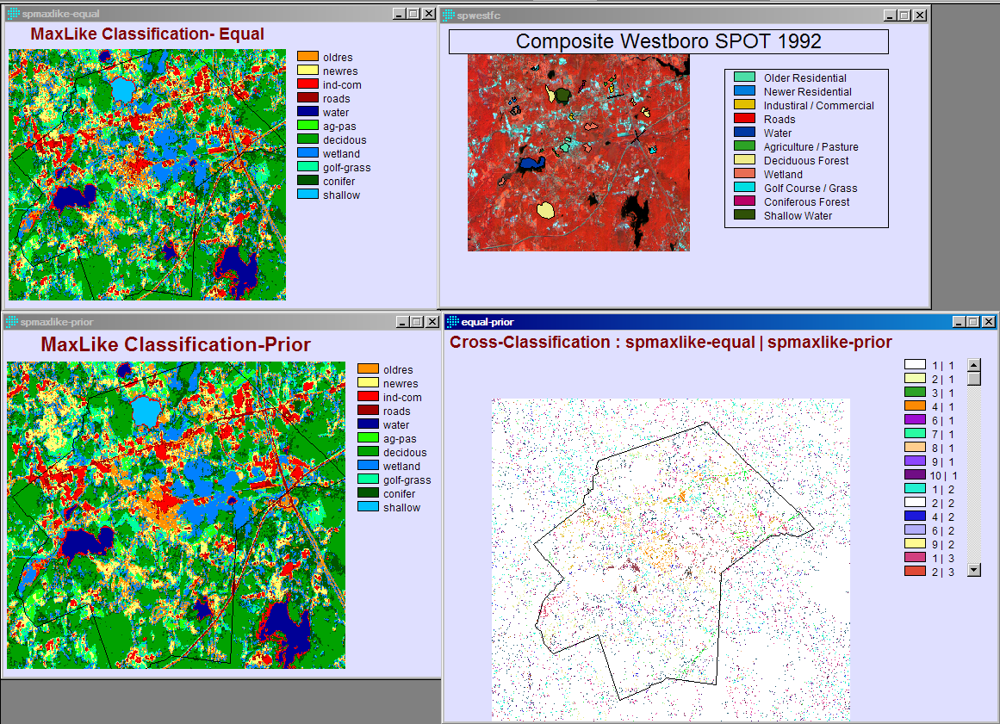 spmaxlike-equal
MaxLike Classification- Equal
oldres
newres
ind-com
roads
water
ag-pas
decidous
wetland
golf-grass
conifer
shallow
spwestfc
Composite Westboro SPOT 1992
Older Residential
Newer Residential
Industiral / Commercial
Roads
Water
Agriculture / Pasture
Deciduous Forest
Wetland
Golf Course / Grass
Coniferous Forest
Shallow Water
spmaxlike-prior
MaxLike Classification-Prior
oldres
newres
ind-com
roads
water
ag-pas
decidous
wetland
golf-grass
conifer
shallow
equal-prior
Cross-Classification : spmaxlike-equal | spmaxlike-prior
1 | 1
2 | 1
3 | 1
4 | 1
6 | 1
7 | 1
8 | 1
9 | 1
10 | 1
1 | 2
2 | 2
4 | 2
6 | 2
9 | 2
1 | 3
2 | 3